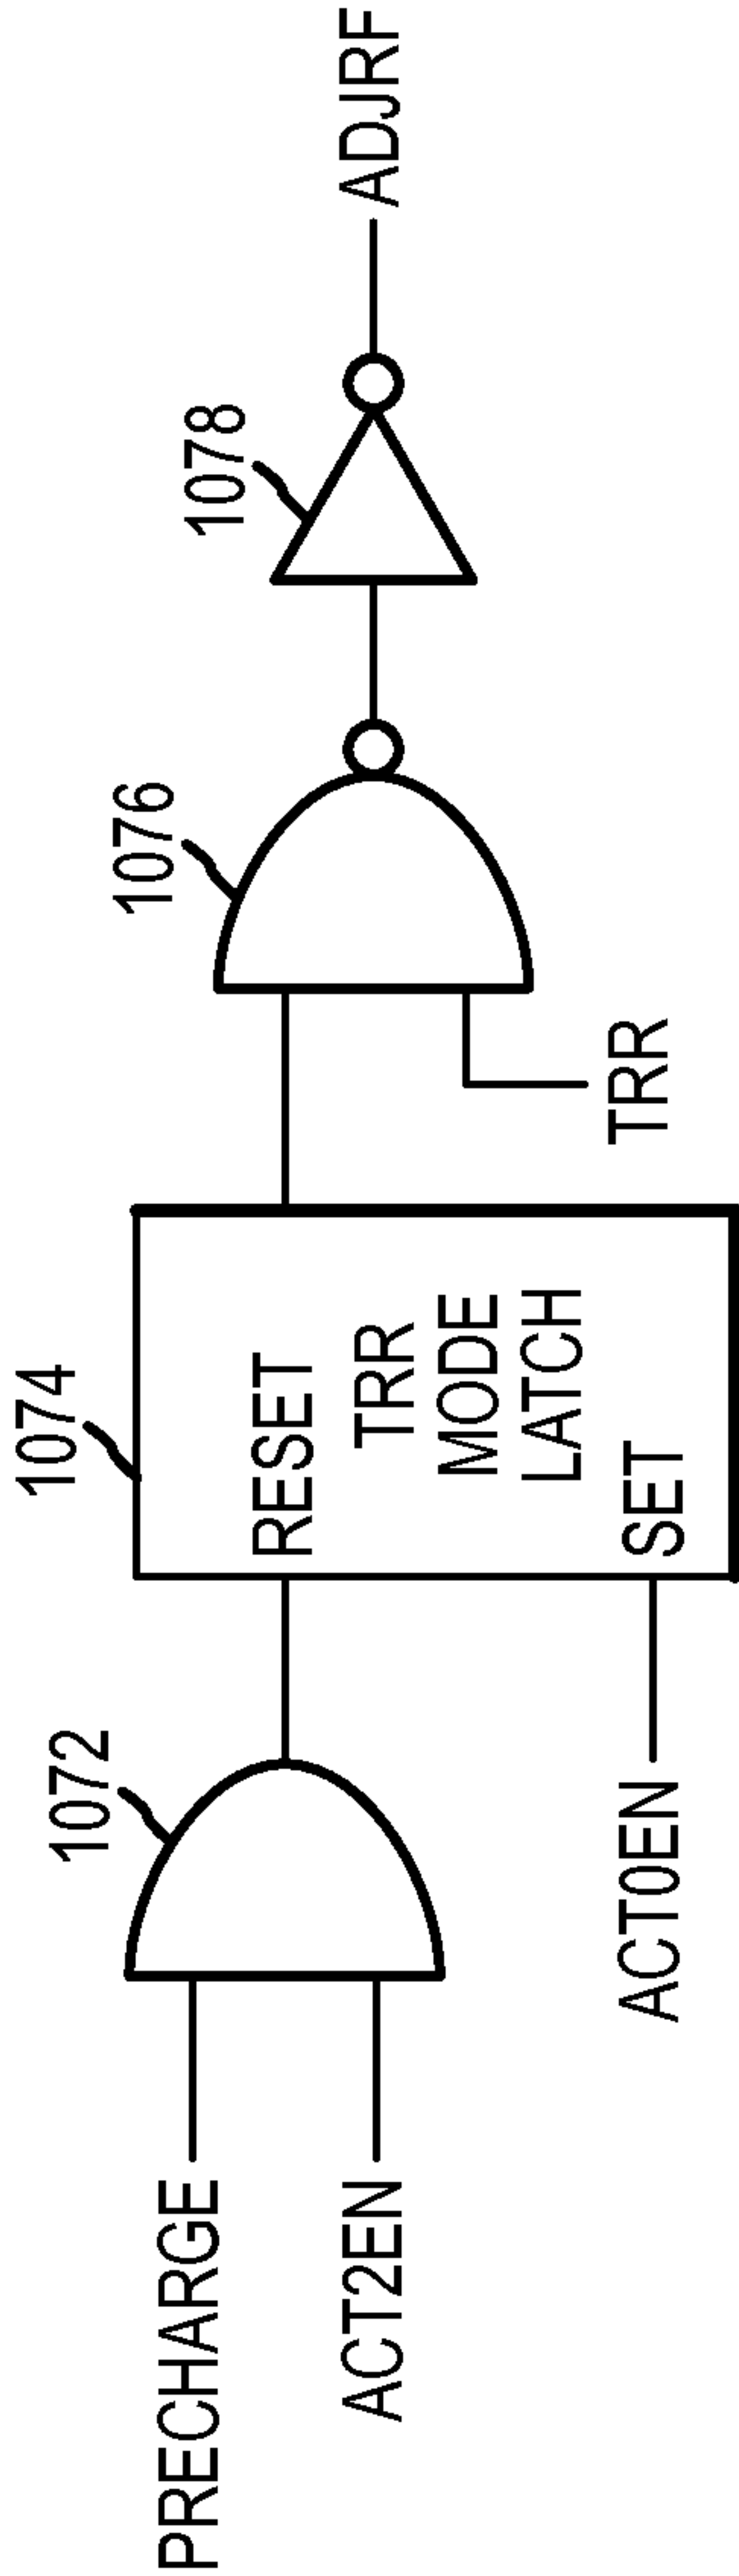 PRECHARGE
ACT2EN
1072
ACT0EN
1074
RESET
TRR
MODE
LATCH
SET
TRR
1076
1078
ADJRF